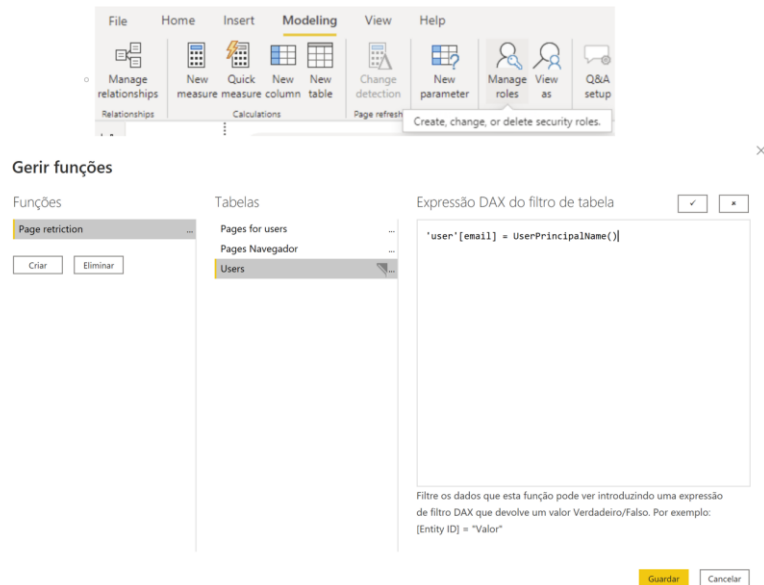 File Home Insert Modeling View Help
Manage relationships
New measure
Quick measure
New column
New table
Change detection
New parameter
Manage roles
View as
Q&A setup
Relationships Calculations Page refresh
Create, change, or delete security roles.
Gerir funções
Funções
Page retriction ...
Criar Eliminar
Tabelas
Pages for users ...
Pages Navegador ...
Users ...
Expressão DAX do filtro de tabela
'user'[email] = UserPrincipalName()
Filtre os dados que esta função pode ver introduzindo uma expressão
de filtro DAX que devolve um valor Verdadeiro/Falso. Por exemplo:
[Entity ID] = "Valor"
Guardar Cancelar